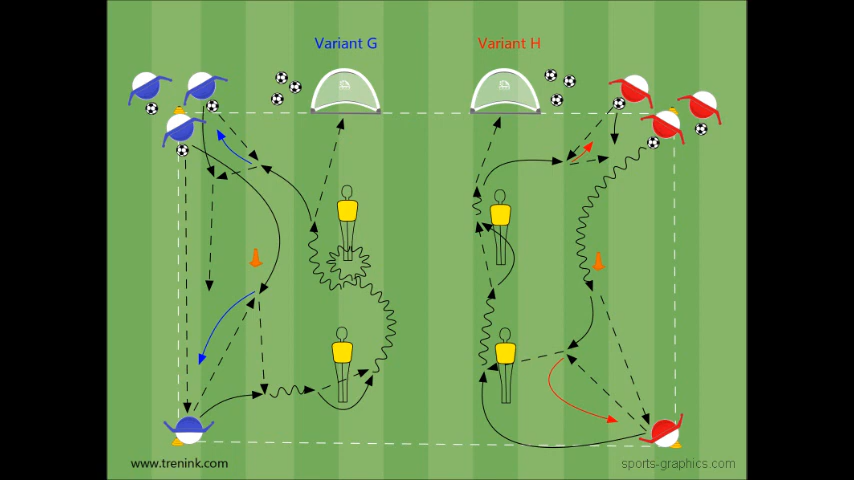 Variant G
Variant H
www.trenink.com
sports-graphics.com